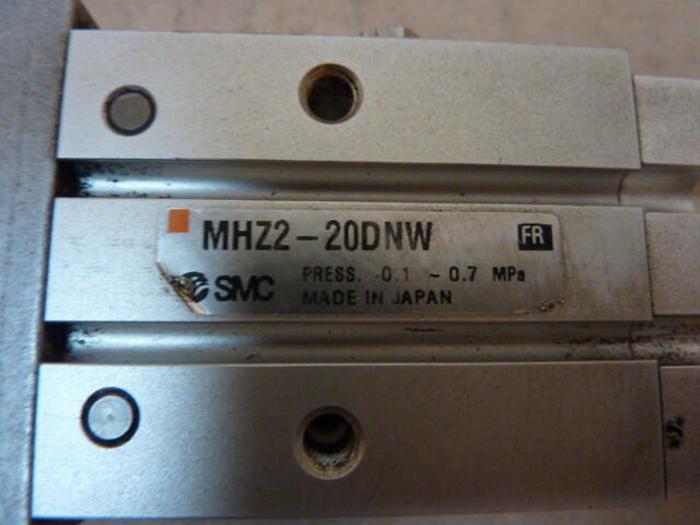 MHZ2-20DNW FR
SMC PRESS. 0.1 ~ 0.7 MPa
MADE IN JAPAN